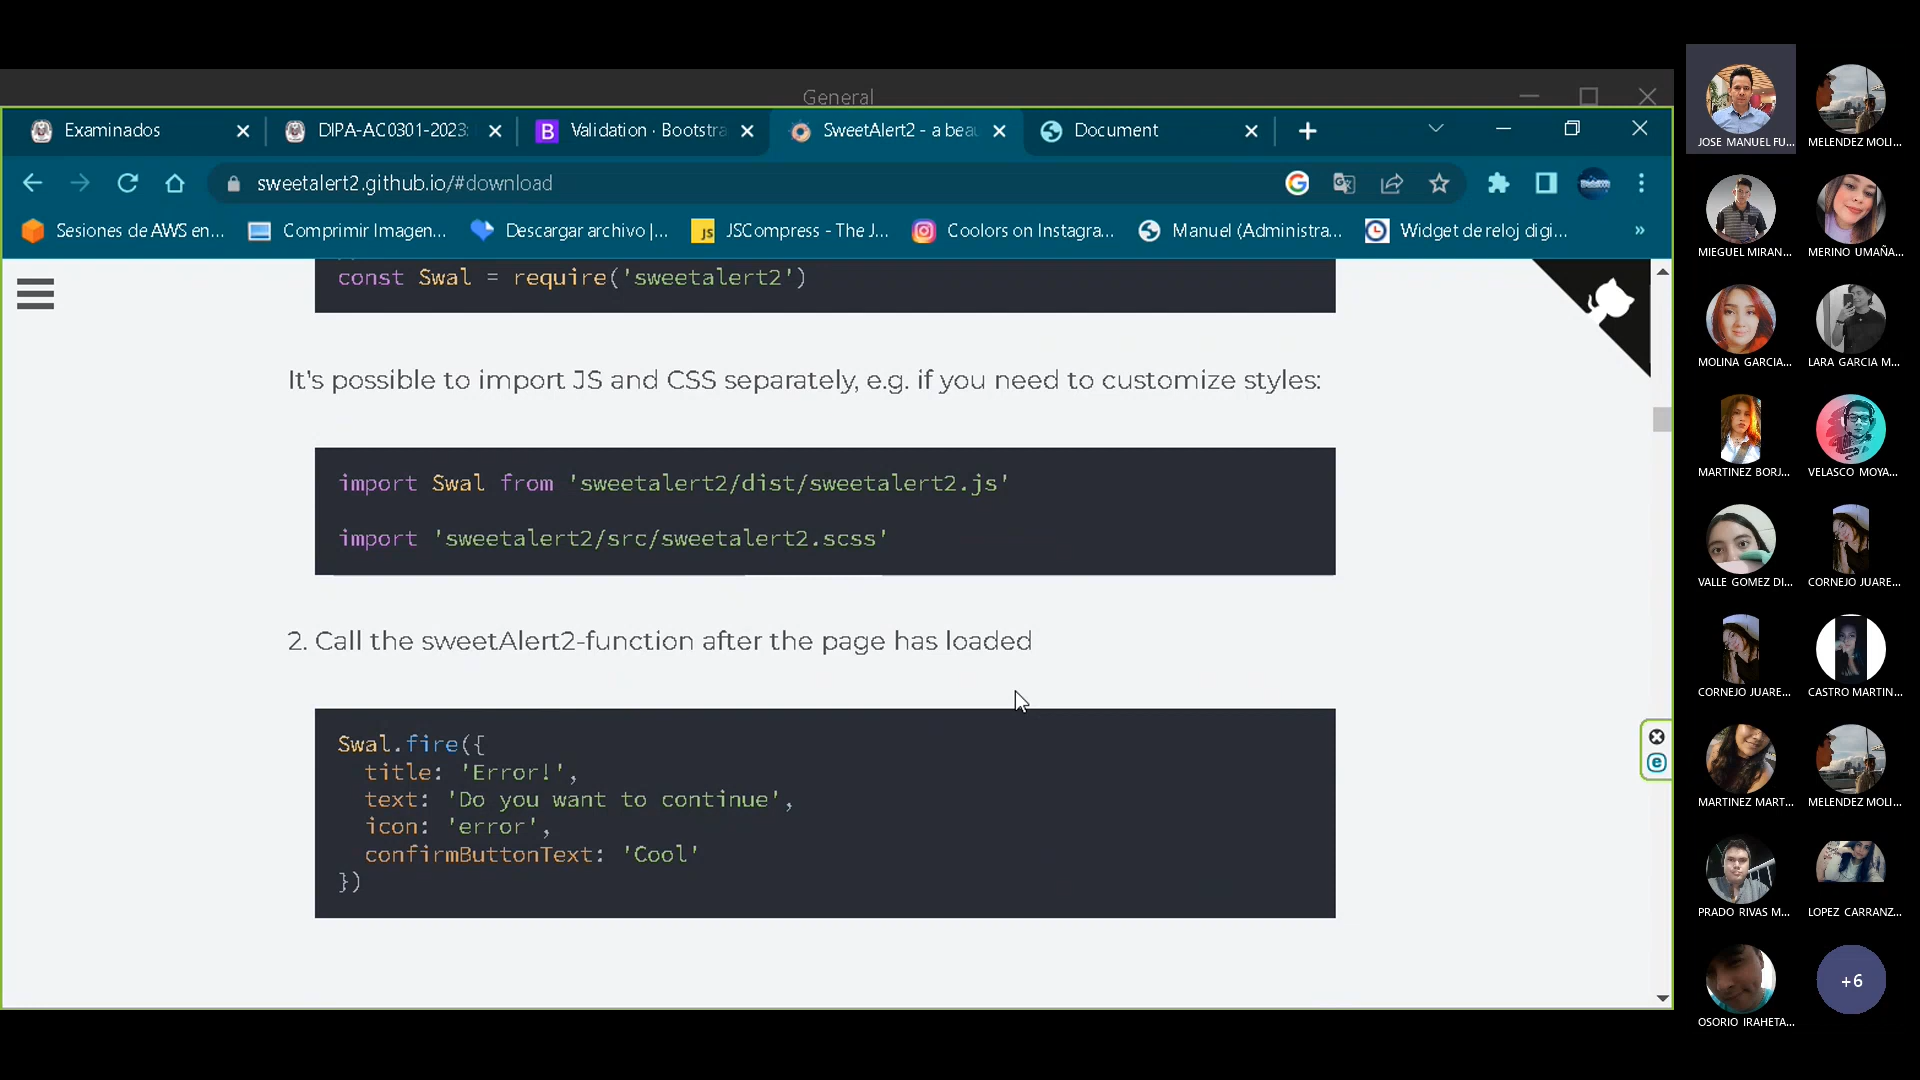 General
Examinados
DIPA-AC0301-2023:
Validation · Bootstra
SweetAlert2 - a beau
Document
sweetalert2.github.io/#download
Sesiones de AWS en...
Comprimir Imagen...
Descargar archivo |...
JS
JSCompress - The J...
Coolors on Instagra...
Manuel (Administra...
Widget de reloj digi...
»
const Swal = require('sweetalert2')
It's possible to import JS and CSS separately, e.g. if you need to customize styles:
import Swal from 'sweetalert2/dist/sweetalert2.js'
import 'sweetalert2/src/sweetalert2.scss'
2. Call the sweetAlert2-function after the page has loaded
Swal.fire({
title: 'Error!',
text: 'Do you want to continue',
icon: 'error',
confirmButtonText: 'Cool'
})
JOSE MANUEL FU...
MELENDEZ MOLI...
MIEGUEL MIRAN...
MERINO UMAÑA...
MOLINA GARCIA...
LARA GARCIA M...
MARTINEZ BORJ...
VELASCO MOYA...
VALLE GOMEZ DI...
CORNEJO JUARE...
CORNEJO JUARE...
CASTRO MARTIN...
MARTINEZ MART...
MELENDEZ MOLI...
PRADO RIVAS M...
LOPEZ CARRANZ...
OSORIO IRAHETA...
+6